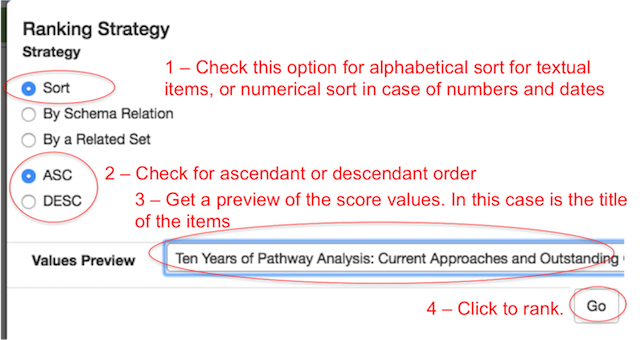 Ranking Strategy
Strategy
1 – Check this option for alphabetical sort for textual
items, or numerical sort in case of numbers and dates
Sort
By Schema Relation
By a Related Set
2 – Check for ascendant or descendant order
ASC
3 – Get a preview of the score values. In this case is the title
of the items
DESC
Values Preview
Ten Years of Pathway Analysis: Current Approaches and Outstanding
4 – Click to rank.
Go